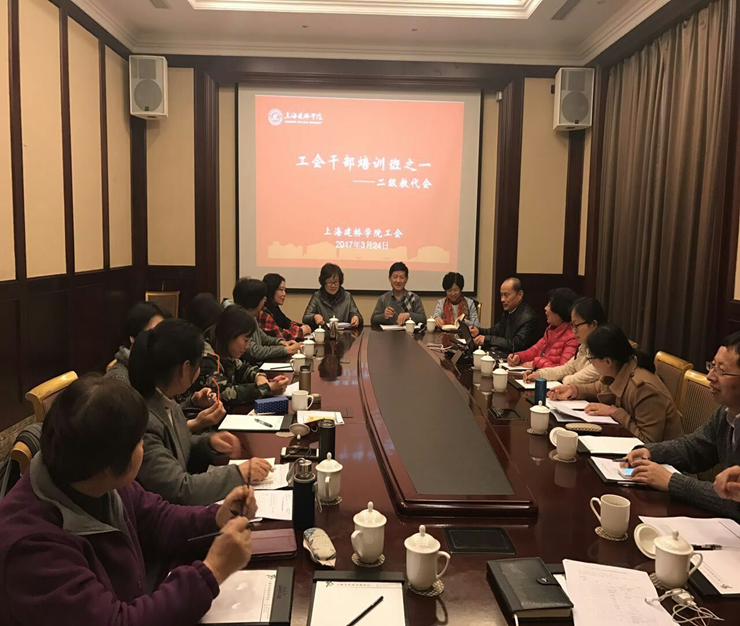 上海建桥学院
工会干部培训班之一
——二级教代会
上海建桥学院工会
2017年3月24日